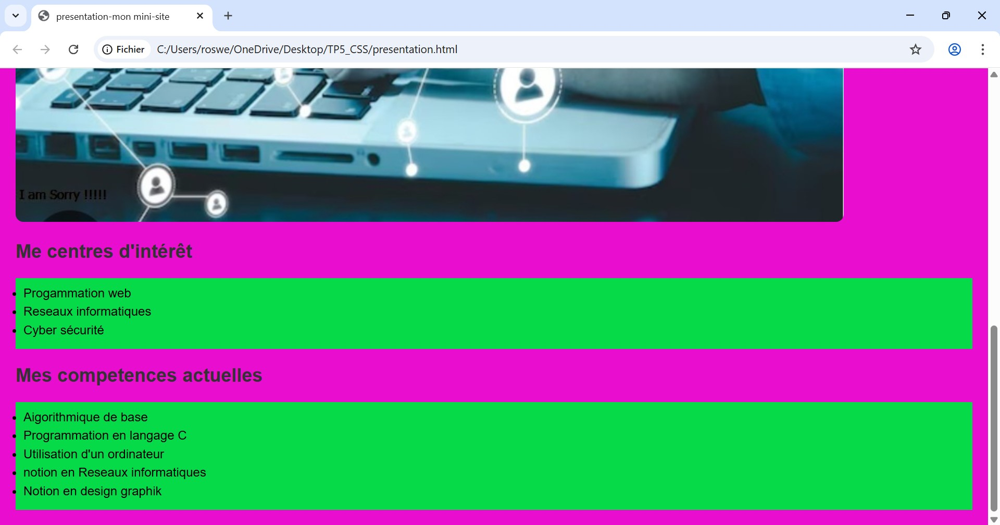 presentation-mon mini-site
Fichier C:/Users/roswe/OneDrive/Desktop/TP5_CSS/presentation.html
I am Sorry !!!!!
Me centres d'intérêt
Progammation web
Reseaux informatiques
Cyber sécurité
Mes competences actuelles
Aigorithmique de base
Programmation en langage C
Utilisation d'un ordinateur
notion en Reseaux informatiques
Notion en design graphik